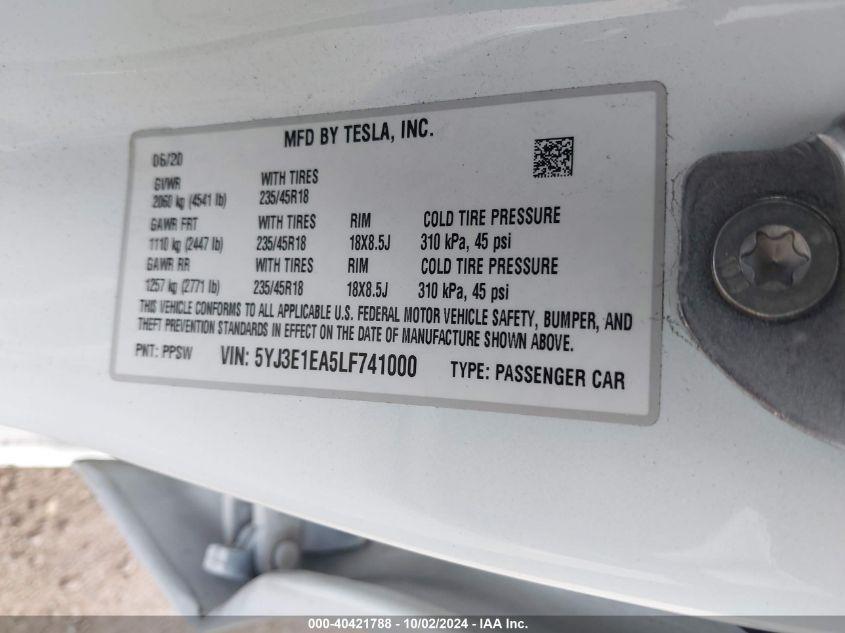 MFD BY TESLA, INC.
06/20
GVWR WITH TIRES
2060 kg (4541 lb) 235/45R18
GAWR FRT WITH TIRES RIM COLD TIRE PRESSURE
1110 kg (2447 lb) 235/45R18 18X8.5J 310 kPa, 45 psi
GAWR RR WITH TIRES RIM COLD TIRE PRESSURE
1257 kg (2771 lb) 235/45R18 18X8.5J 310 kPa, 45 psi
THIS VEHICLE CONFORMS TO ALL APPLICABLE U.S. FEDERAL MOTOR VEHICLE SAFETY, BUMPER, AND
THEFT PREVENTION STANDARDS IN EFFECT ON THE DATE OF MANUFACTURE SHOWN ABOVE.
PNT: PPSW VIN: 5YJ3E1EA5LF741000 TYPE: PASSENGER CAR
000-40421788 - 10/02/2024 - IAA Inc.